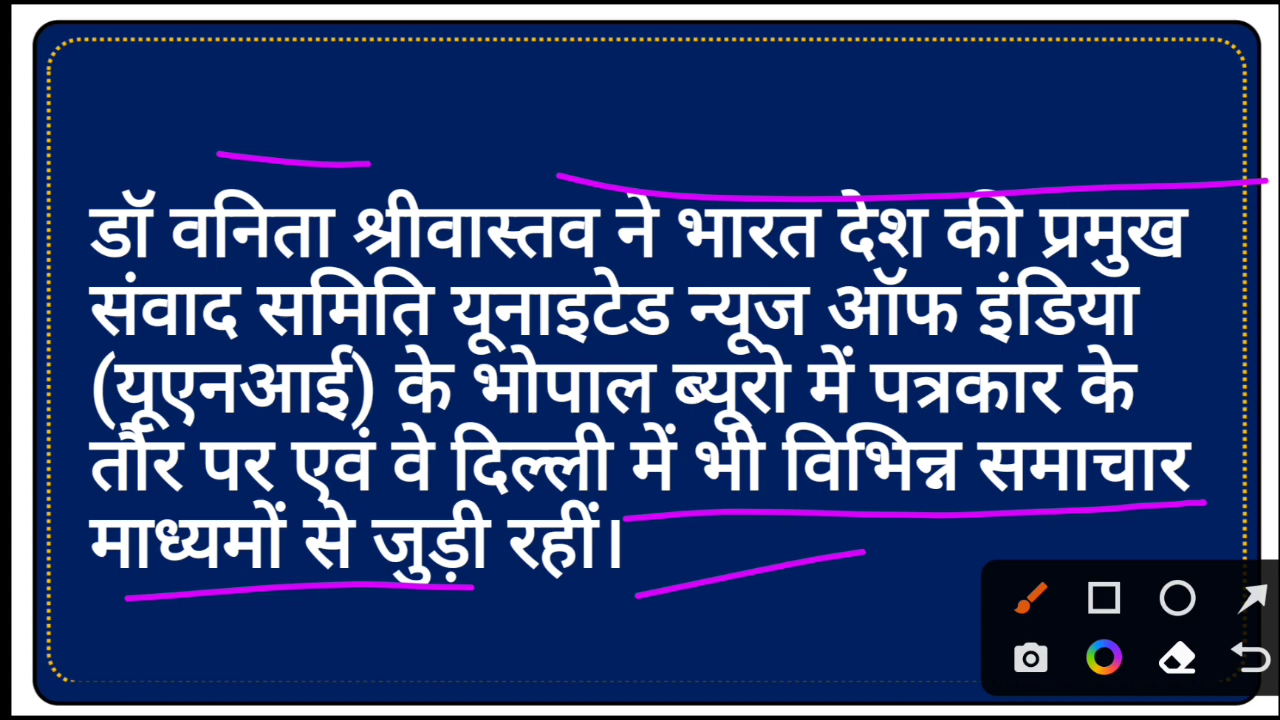 डॉ वनिता श्रीवास्तव ने भारत देश की प्रमुख
संवाद समिति यूनाइटेड न्यूज ऑफ इंडिया
(यूएनआई) के भोपाल ब्यूरो में पत्रकार के
तौर पर एवं वे दिल्ली में भी विभिन्न समाचार
माध्यमों से जुड़ी रहीं।